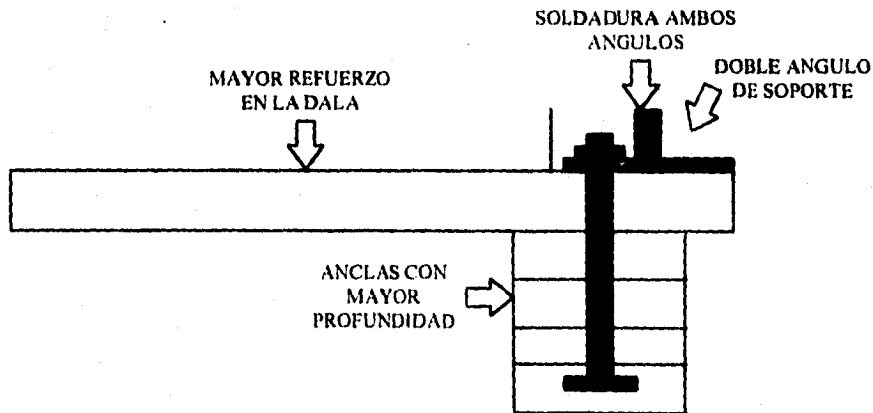 SOLDADURA AMBOS
ANGULOS
MAYOR REFUERZO
EN LA DALA
DOBLE ANGULO
DE SOPORTE
ANCLAS CON
MAYOR
PROFUNDIDAD